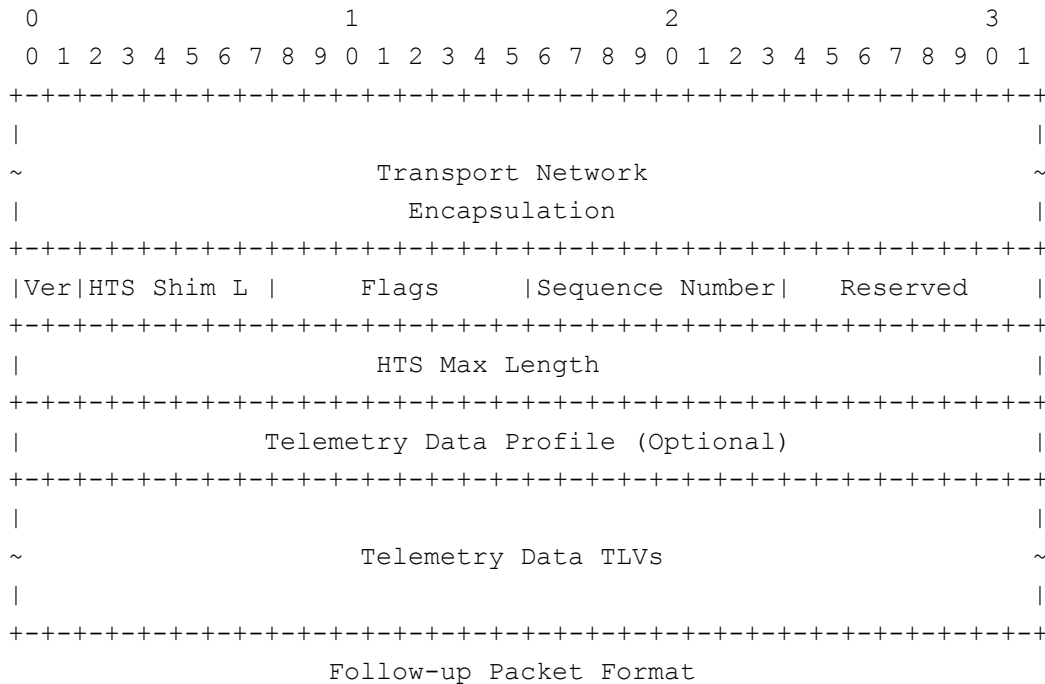 0                   1                   2                   3
 0 1 2 3 4 5 6 7 8 9 0 1 2 3 4 5 6 7 8 9 0 1 2 3 4 5 6 7 8 9 0 1
+-+-+-+-+-+-+-+-+-+-+-+-+-+-+-+-+-+-+-+-+-+-+-+-+-+-+-+-+-+-+-+-+
|                                                               |
~                      Transport Network                        ~
|                        Encapsulation                          |
+-+-+-+-+-+-+-+-+-+-+-+-+-+-+-+-+-+-+-+-+-+-+-+-+-+-+-+-+-+-+-+-+
|Ver|HTS Shim L |     Flags     |Sequence Number|   Reserved    |
+-+-+-+-+-+-+-+-+-+-+-+-+-+-+-+-+-+-+-+-+-+-+-+-+-+-+-+-+-+-+-+-+
|                      HTS Max Length                           |
+-+-+-+-+-+-+-+-+-+-+-+-+-+-+-+-+-+-+-+-+-+-+-+-+-+-+-+-+-+-+-+-+
|               Telemetry Data Profile (Optional)               |
+-+-+-+-+-+-+-+-+-+-+-+-+-+-+-+-+-+-+-+-+-+-+-+-+-+-+-+-+-+-+-+-+
|                                                               |
~                     Telemetry Data TLVs                       ~
|                                                               |
+-+-+-+-+-+-+-+-+-+-+-+-+-+-+-+-+-+-+-+-+-+-+-+-+-+-+-+-+-+-+-+-+
                    Follow-up Packet Format